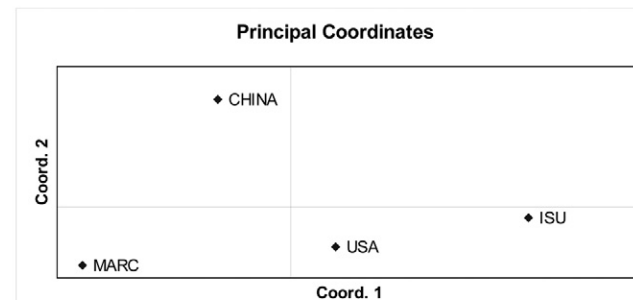 Principal Coordinates
CHINA
Coord. 2
ISU
USA
MARC
Coord. 1